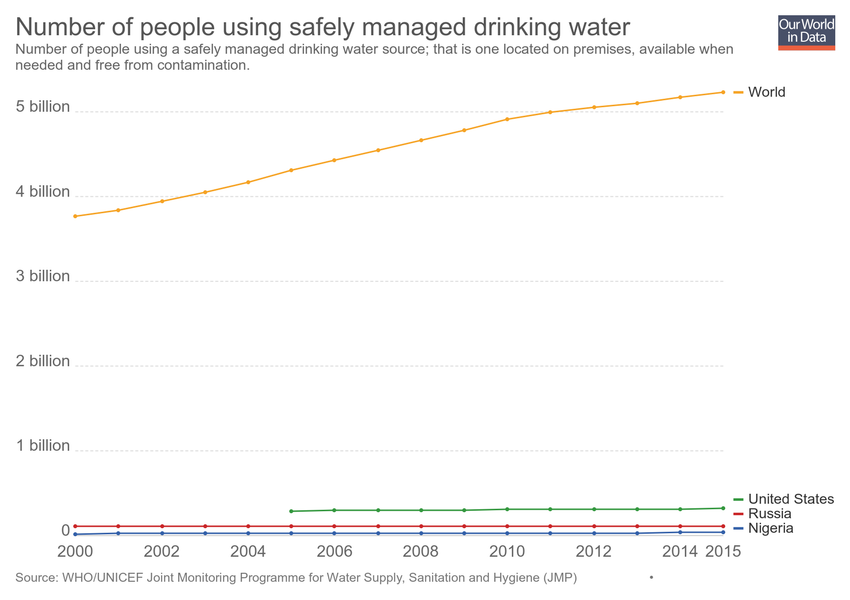 Number of people using safely managed drinking water
Our World
in Data
Number of people using a safely managed drinking water source; that is one located on premises, available when
needed and free from contamination.
World
5 billion
4 billion
3 billion
2 billion
1 billion
United States
Russia
Nigeria
0
2000 2002 2004 2006 2008 2010 2012 2014 2015
Source: WHO/UNICEF Joint Monitoring Programme for Water Supply, Sanitation and Hygiene (JMP) •